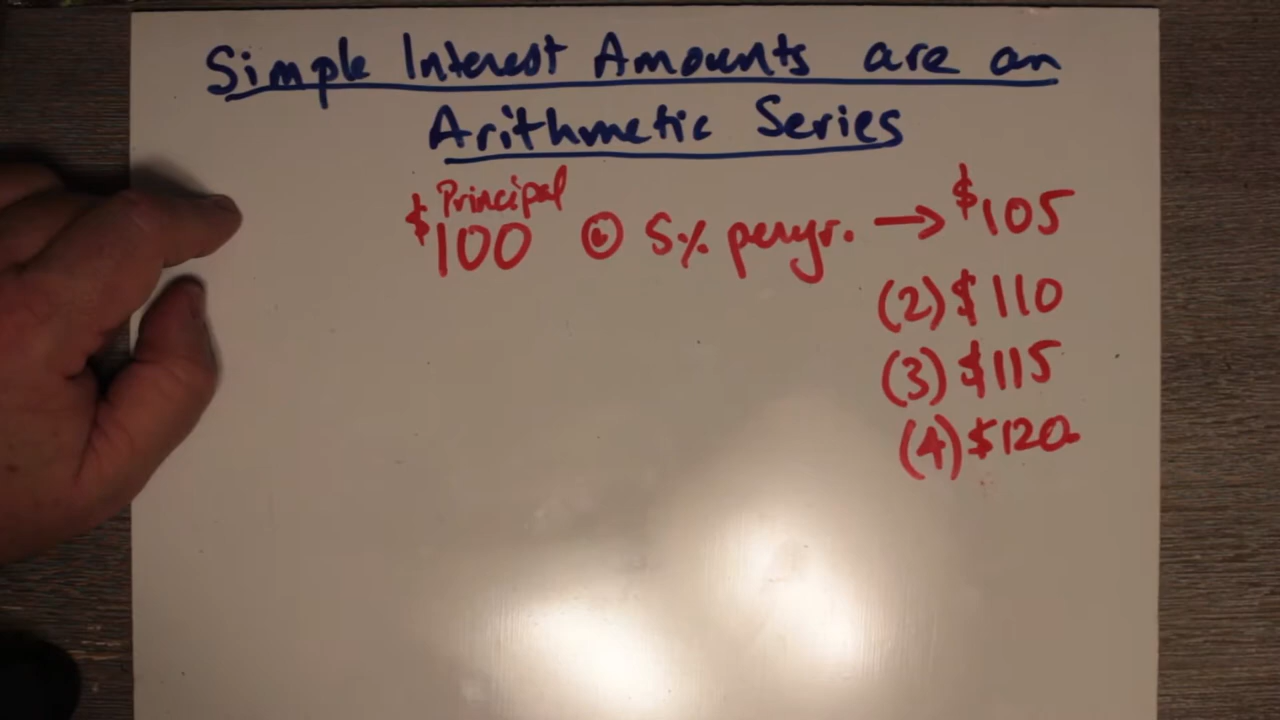 Simple Interest Amounts are an
Arithmetic Series
Principal
$100 @ 5% per yr. → $105
(2) $110
(3) $115
(4) $120